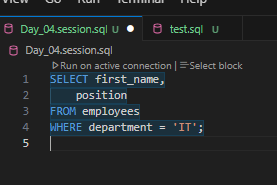 Go Run Terminal Help
Day_04.session.sql U test.sql U
Day_04.session.sql
Run on active connection | Select block
1 SELECT first_name,
2 position
3 FROM employees
4 WHERE department = 'IT';
5